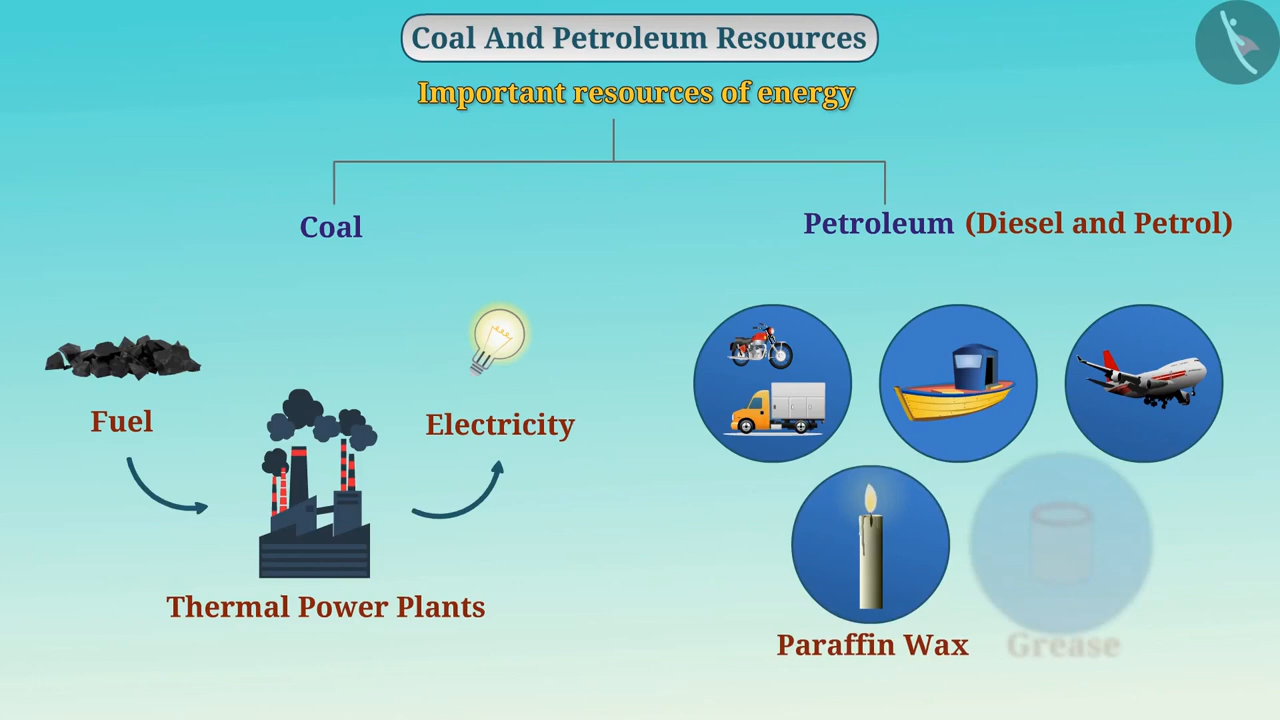 Coal And Petroleum Resources
Important resources of energy
Coal
Petroleum (Diesel and Petrol)
Fuel
Electricity
Thermal Power Plants
Paraffin Wax
Grease